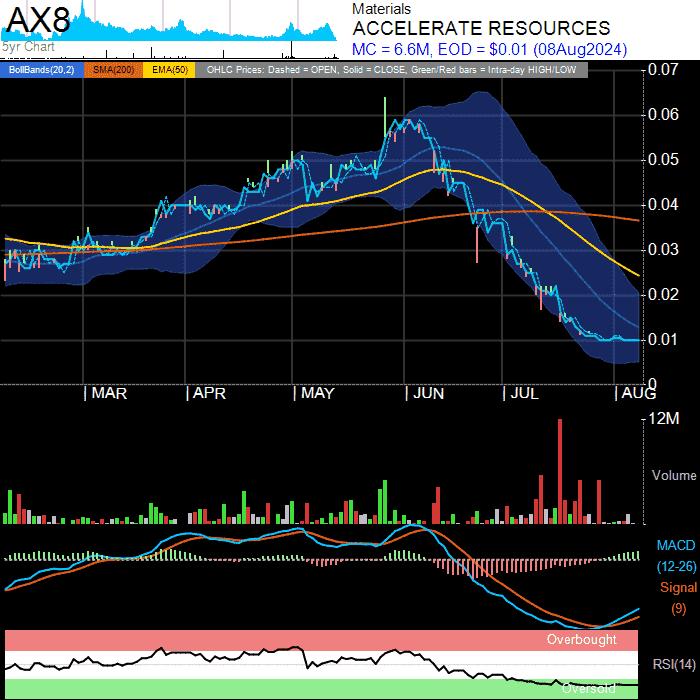 AX8
5yr Chart
Materials
ACCELERATE RESOURCES
MC = 6.6M, EOD = $0.01 (08Aug2024)
BollBands(20,2) SMA(200) EMA(50) OHLC Prices: Dashed = OPEN, Solid = CLOSE, Green/Red bars = Intra-day HIGH/LOW
0.07
0.06
0.05
0.04
0.03
0.02
0.01
0
| MAR | APR | MAY | JUN | JUL | AUG
12M
Volume
MACD
(12-26)
Signal
(9)
Overbought
RSI(14)
Oversold